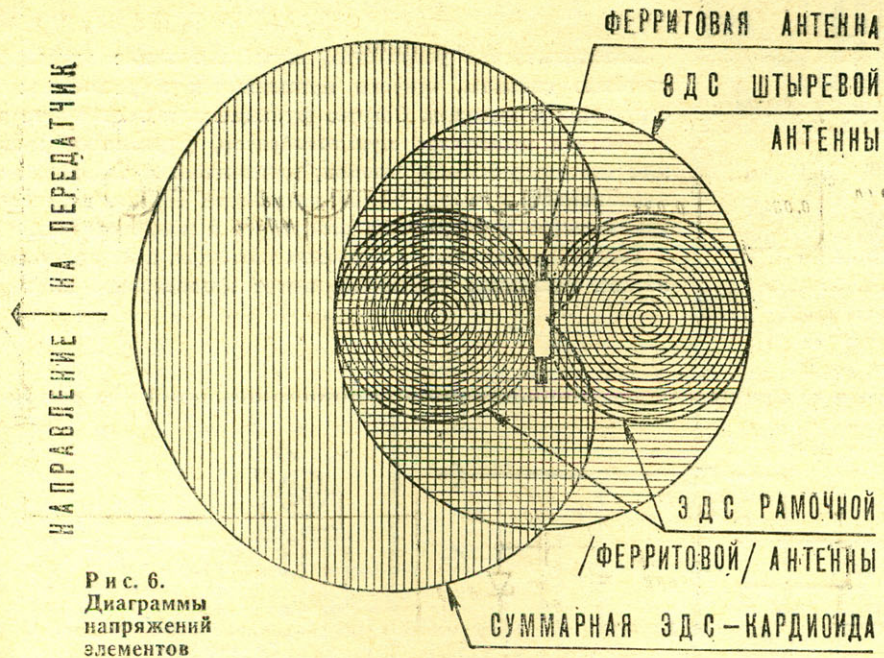 ФЕРРИТОВАЯ АНТЕННА
ЭДС ШТЫРЕВОЙ
АНТЕННЫ
НАПРАВЛЕНИЕ НА ПЕРЕДАТЧИК
ЭДС РАМОЧНОЙ
/ФЕРРИТОВОЙ/ АНТЕННЫ
СУММАРНАЯ ЭДС–КАРДИОИДА
Рис. 6.
Диаграммы
напряжений
элементов